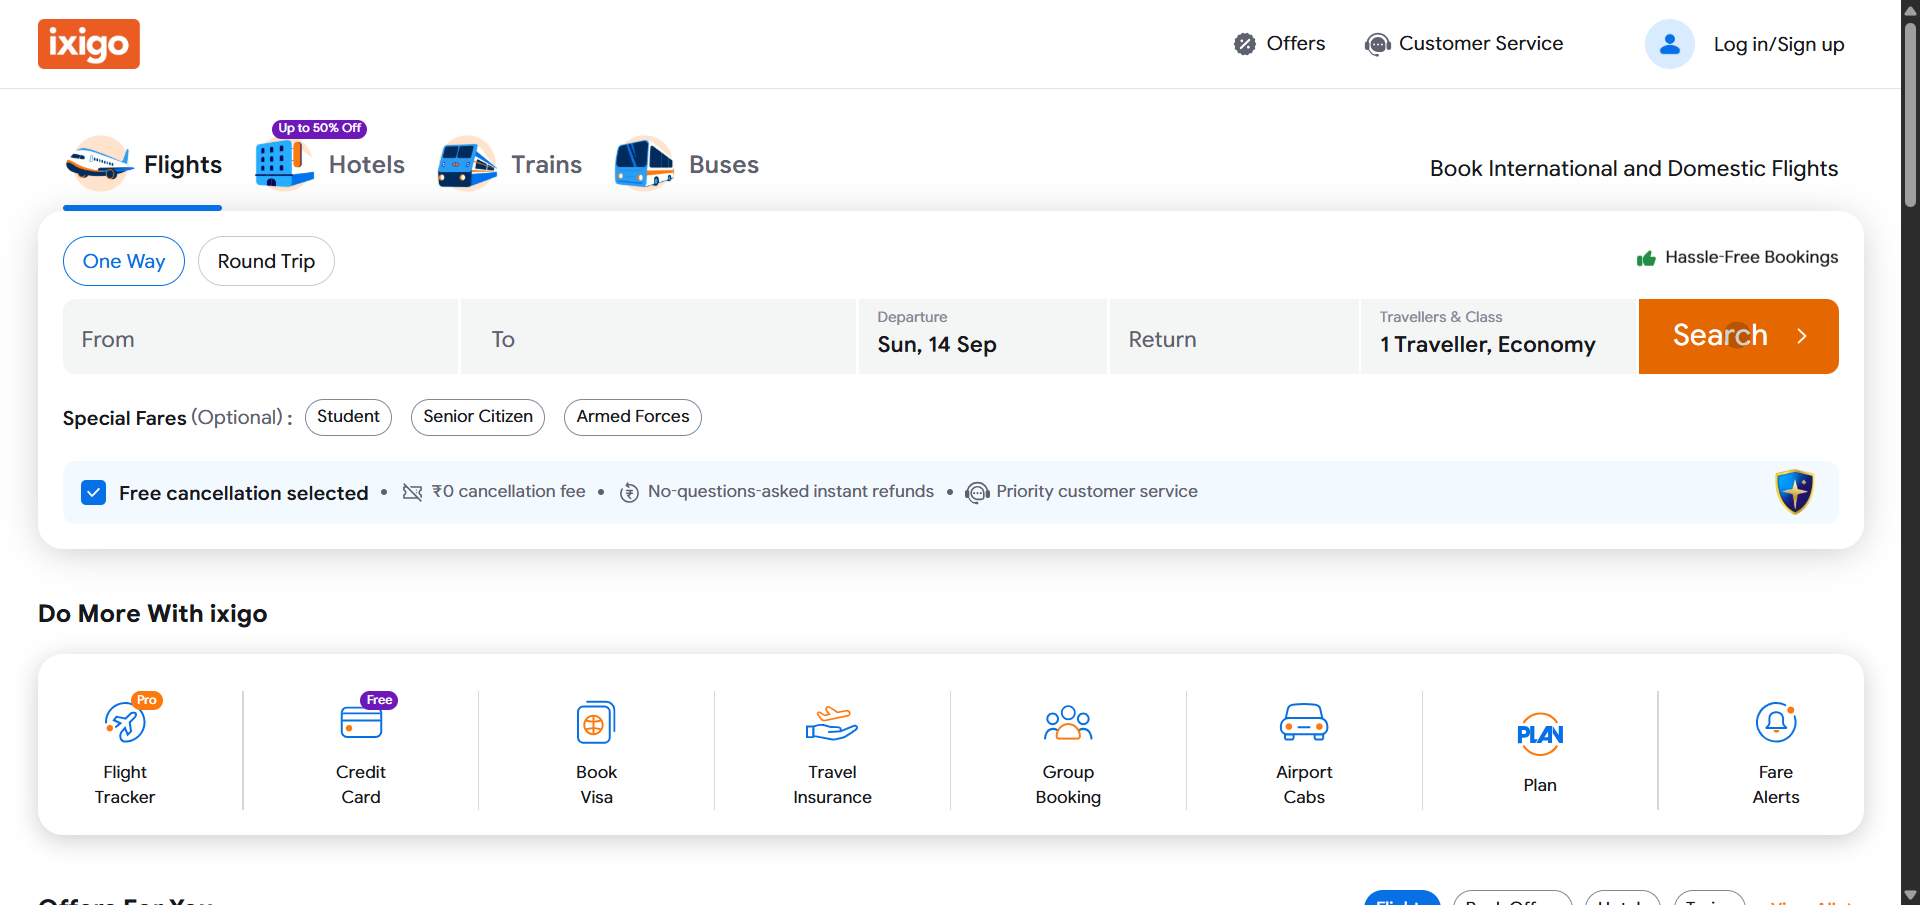 ixigo
Offers
Customer Service
Log in/Sign up
Up to 50% Off
Flights
Hotels
Trains
Buses
Book International and Domestic Flights
One Way
Round Trip
Hassle-Free Bookings
From
To
Departure
Sun, 14 Sep
Return
Travellers & Class
1 Traveller, Economy
Search
Special Fares (Optional) :
Student
Senior Citizen
Armed Forces
Free cancellation selected • ₹0 cancellation fee • No-questions-asked instant refunds • Priority customer service
Do More With ixigo
Pro
Flight
Tracker
Free
Credit
Card
Book
Visa
Travel
Insurance
Group
Booking
Airport
Cabs
PLAN
Plan
Fare
Alerts
Offers For You